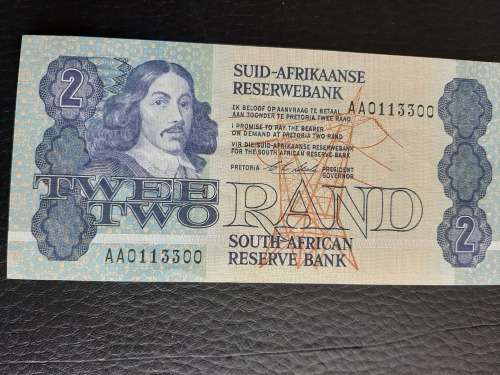 2
SUID-AFRIKAANSE
RESERWEBANK
EK BELOOF OP AANVRAAG TE BETAAL
AAN TOONDER TE PRETORIA TWEE RAND
I PROMISE TO PAY THE BEARER
ON DEMAND AT PRETORIA TWO RAND
VIR DIE SUID-AFRIKAANSE RESERWEBANK
FOR THE SOUTH AFRICAN RESERVE BANK
PRETORIA
PRESIDENT
GOVERNOR
AA0113300
TWEE
TWO
RAND
2
SOUTH AFRICAN
RESERVE BANK
AA0113300